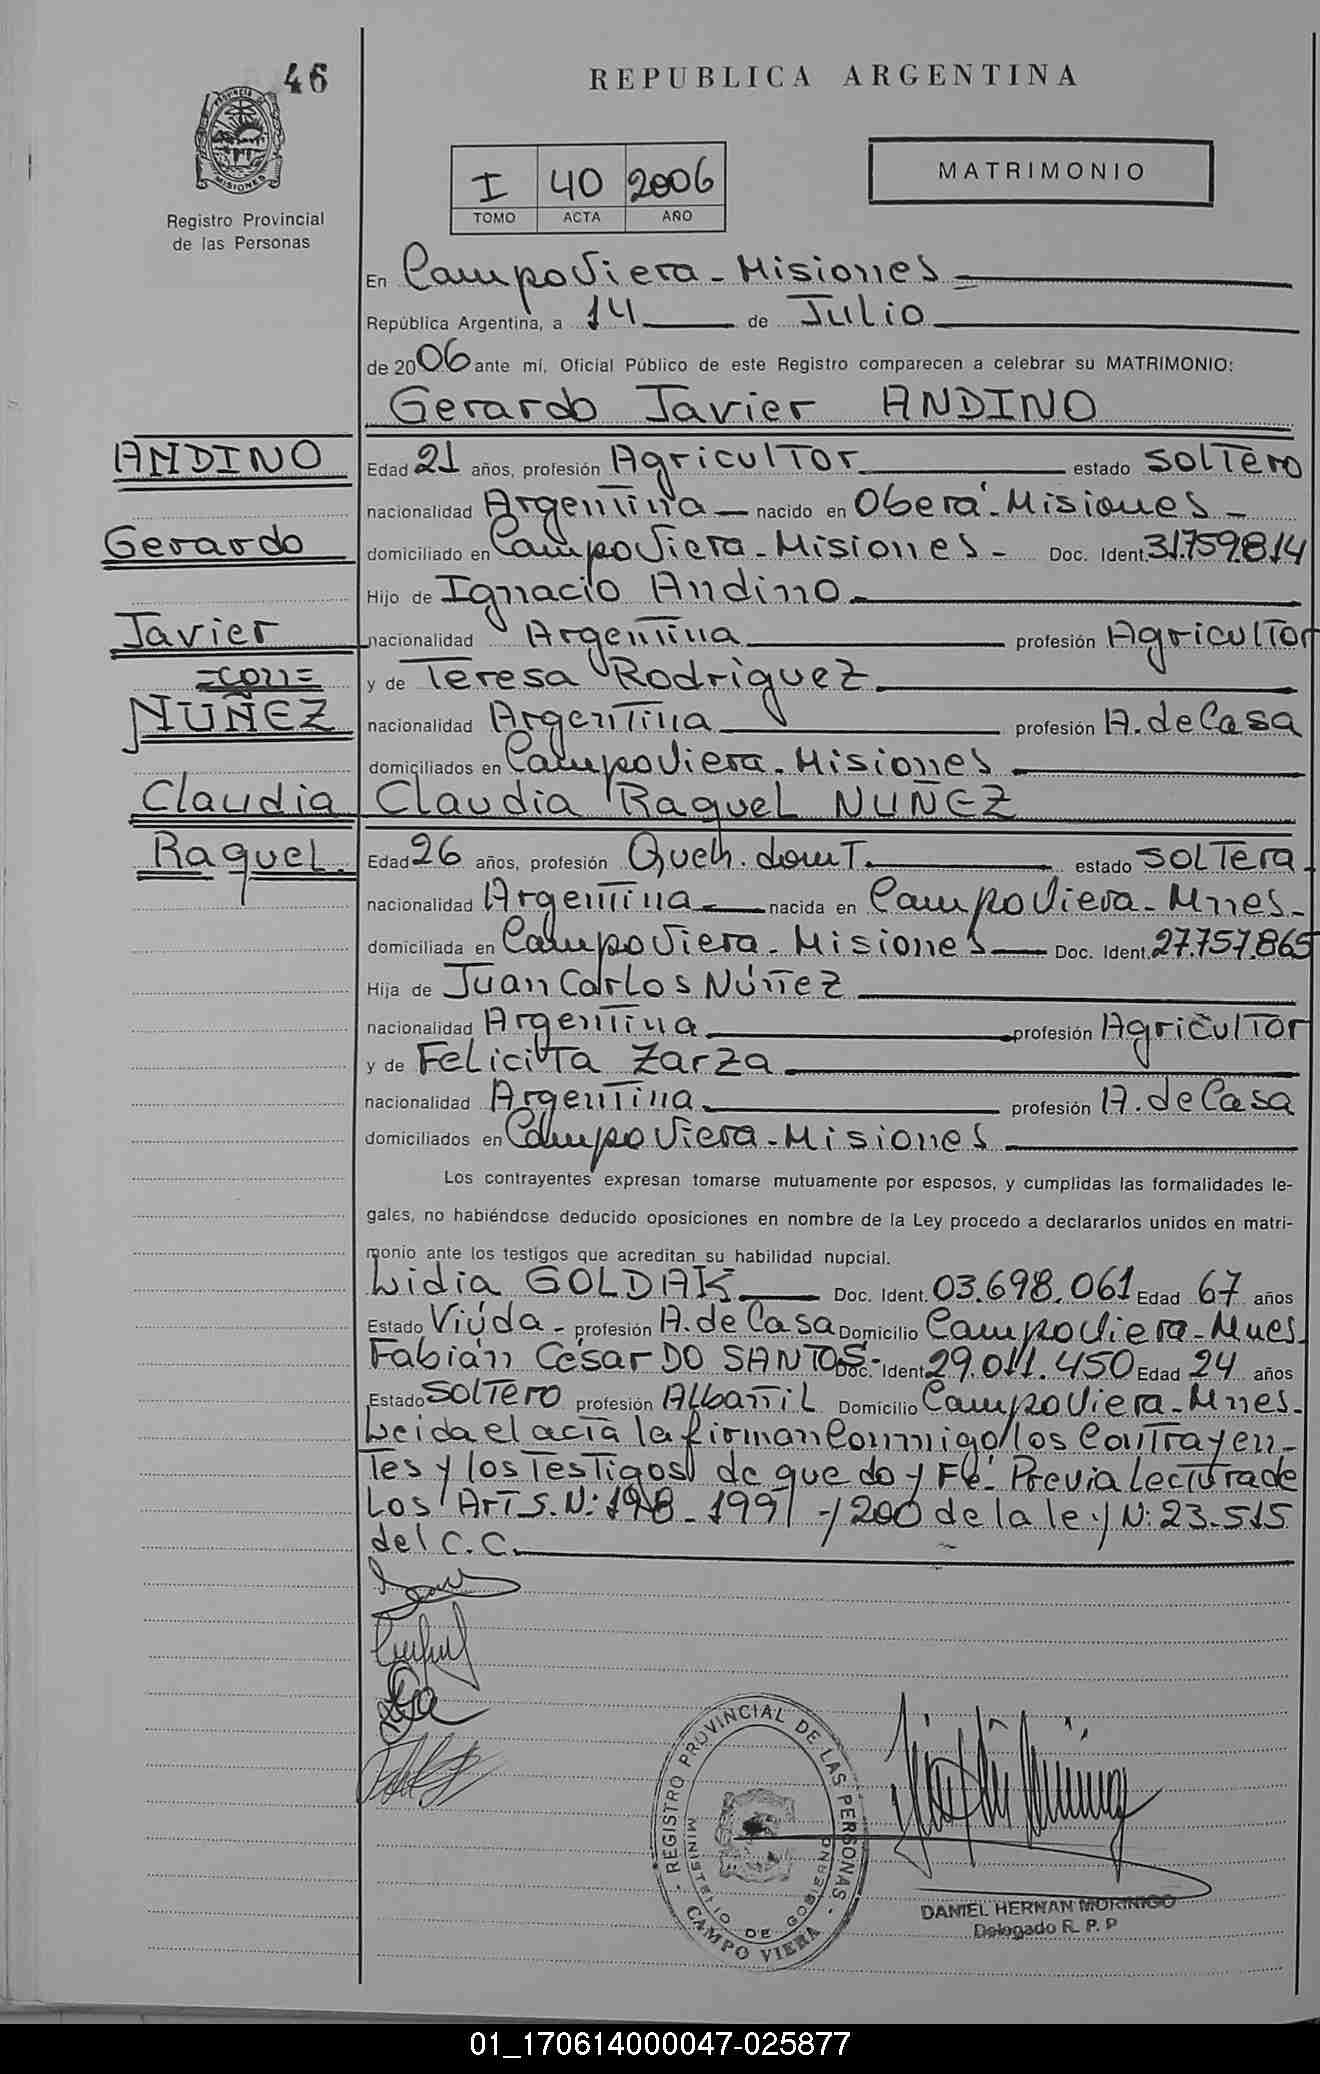 46
REPUBLICA ARGENTINA
PROVINCIA DE
MISIONES
Registro Provincial
de las Personas
MATRIMONIO
I 40 2006
TOMO ACTA AÑO
En Campo Viera - Misiones -
República Argentina, a 14 de Julio
de 2006 ante mí, Oficial Público de este Registro comparecen a celebrar su MATRIMONIO:
Gerardo Javier ANDINO
ANDINO
Gerardo
Javier
=con=
NUÑEZ
Claudia
Raquel.
Edad 21 años, profesión Agricultor estado Soltero
nacionalidad Argentina - nacido en Oberá - Misiones -
domiciliado en Campo Viera - Misiones - Doc. Ident. 31.759.814
Hijo de Ignacio Andino -
nacionalidad Argentina profesión Agricultor
y de Teresa Rodriguez -
nacionalidad Argentina profesión A. de Casa
domiciliados en Campo Viera - Misiones
Claudia Raquel NUÑEZ
Edad 26 años, profesión Queh. domt. estado Soltera
nacionalidad Argentina - nacida en Campo Viera - Mnes -
domiciliada en Campo Viera - Misiones Doc. Ident. 27.757.865
Hija de Juan Carlos Núñez
nacionalidad Argentina profesión Agricultor
y de Felicita Zarza
nacionalidad Argentina profesión A. de Casa
domiciliados en Campo Viera - Misiones
Los contrayentes expresan tomarse mutuamente por esposos, y cumplidas las formalidades le-
gales, no habiéndose deducido oposiciones en nombre de la Ley procedo a declararlos unidos en matri-
monio ante los testigos que acreditan su habilidad nupcial.
Lidia GOLDAK Doc. Ident. 03.698.061 Edad 67 años
Estado Viúda - profesión A. de Casa Domicilio Campo Viera - Mnes.
Fabián César DO SANTOS - Doc. Ident. 29.011.450 Edad 24 años
Estado Soltero profesión Albañil Domicilio Campo Viera - Mnes -
Leida el acta la firman Conmigo los Contrayen-
tes y los Testigos de que doy Fé. Previa lectura de
los Arts. N: 198 - 199 - y 200 de la ley N: 23.515
del C.C.
REGISTRO PROVINCIAL DE LAS PERSONAS
MINISTERIO DE GOBIERNO
CAMPO VIERA
DANIEL HERNAN MORINIGO
Delegado R. P. P
01_170614000047-025877